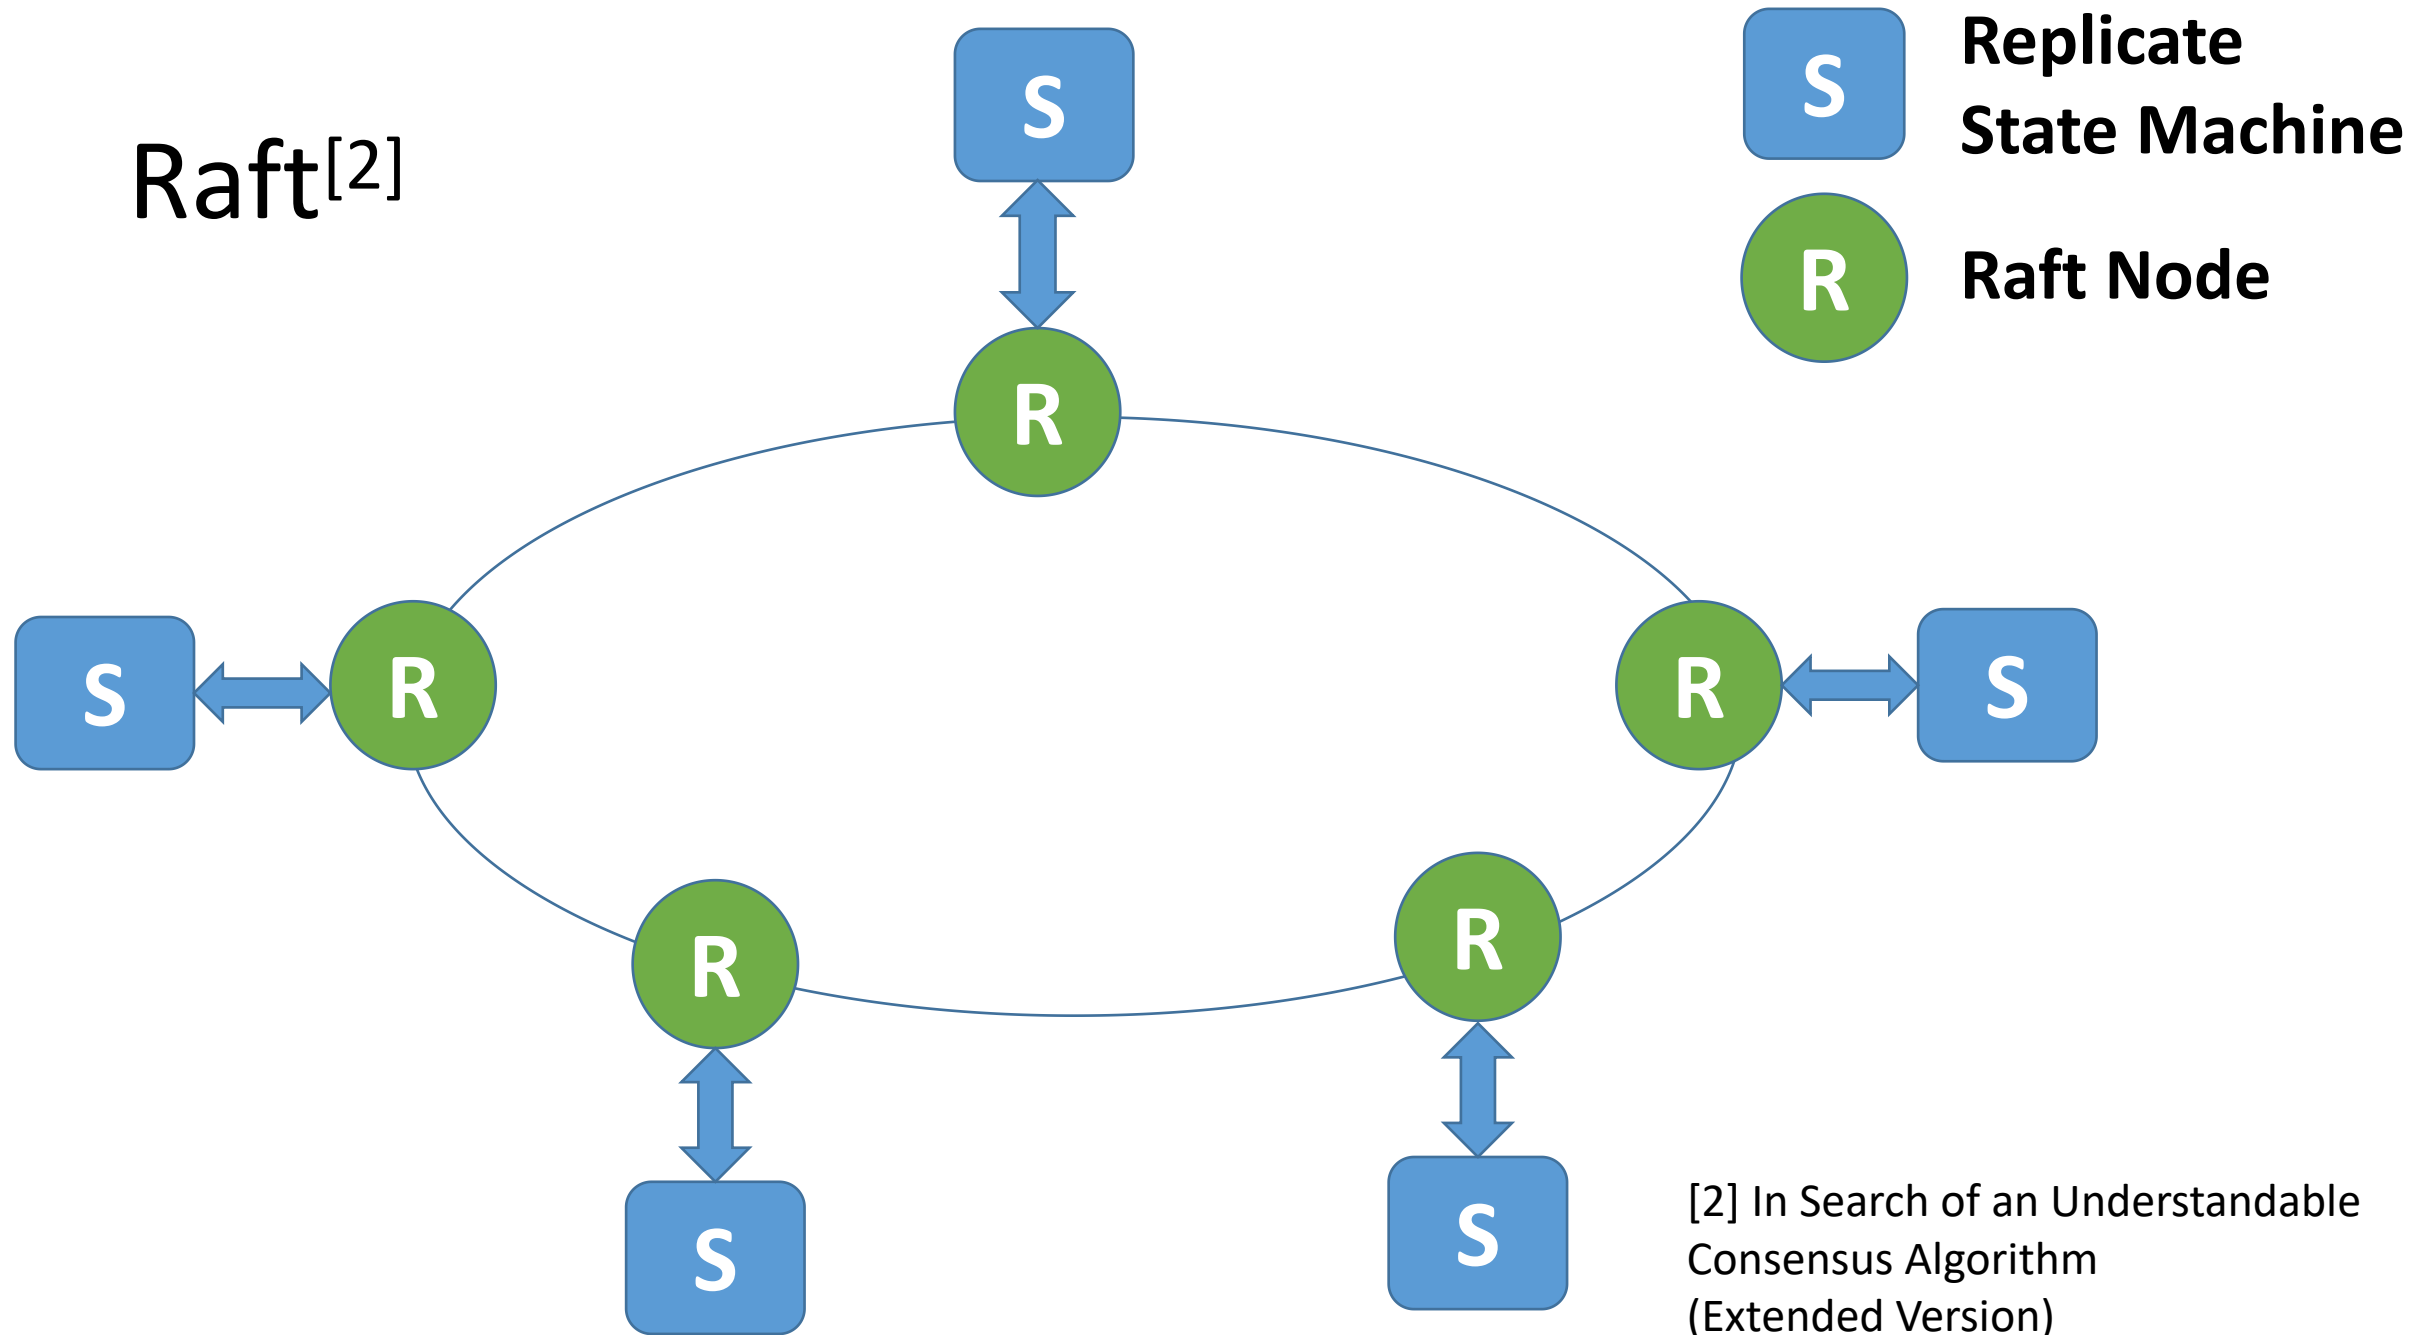 Raft[2]
S
Replicate
State Machine
S
R
Raft Node
R
S
R
R
S
R
R
S
S
[2] In Search of an Understandable
Consensus Algorithm
(Extended Version)